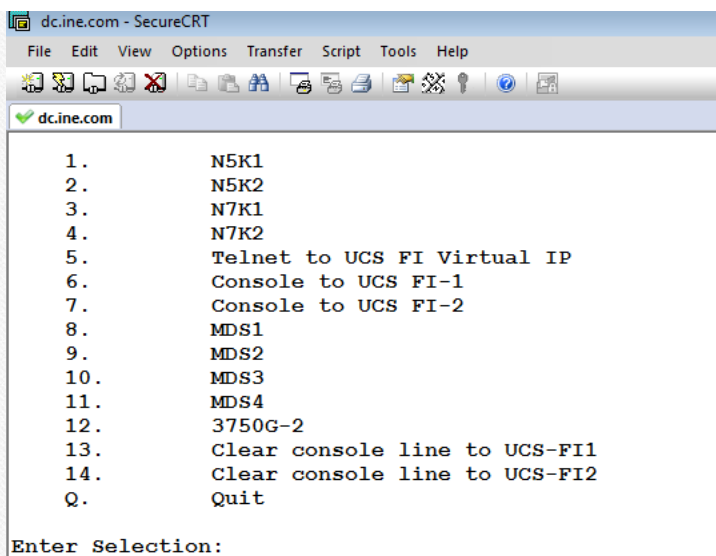 dc.ine.com - SecureCRT
File Edit View Options Transfer Script Tools Help
dc.ine.com
1. N5K1
2. N5K2
3. N7K1
4. N7K2
5. Telnet to UCS FI Virtual IP
6. Console to UCS FI-1
7. Console to UCS FI-2
8. MDS1
9. MDS2
10. MDS3
11. MDS4
12. 3750G-2
13. Clear console line to UCS-FI1
14. Clear console line to UCS-FI2
Q. Quit
Enter Selection: